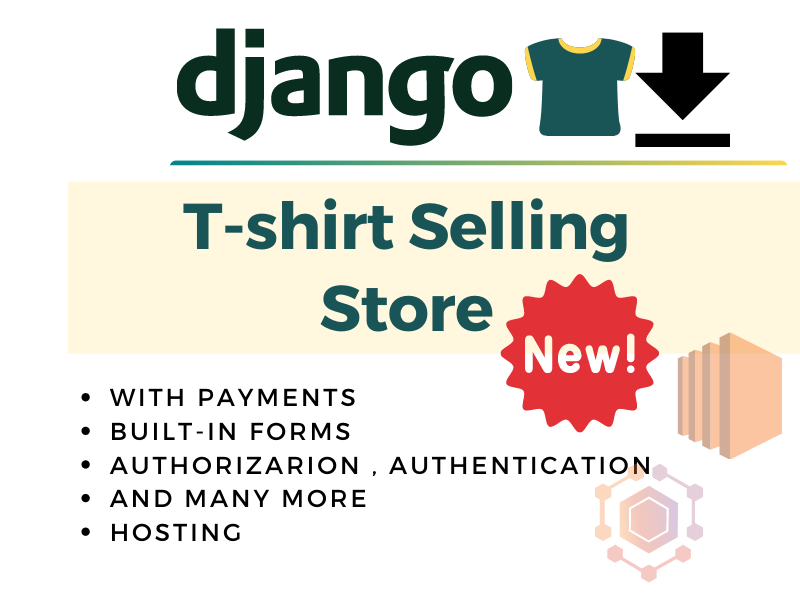 django
T-shirt Selling
Store
New!
WITH PAYMENTS
BUILT-IN FORMS
AUTHORIZARION , AUTHENTICATION
AND MANY MORE
HOSTING